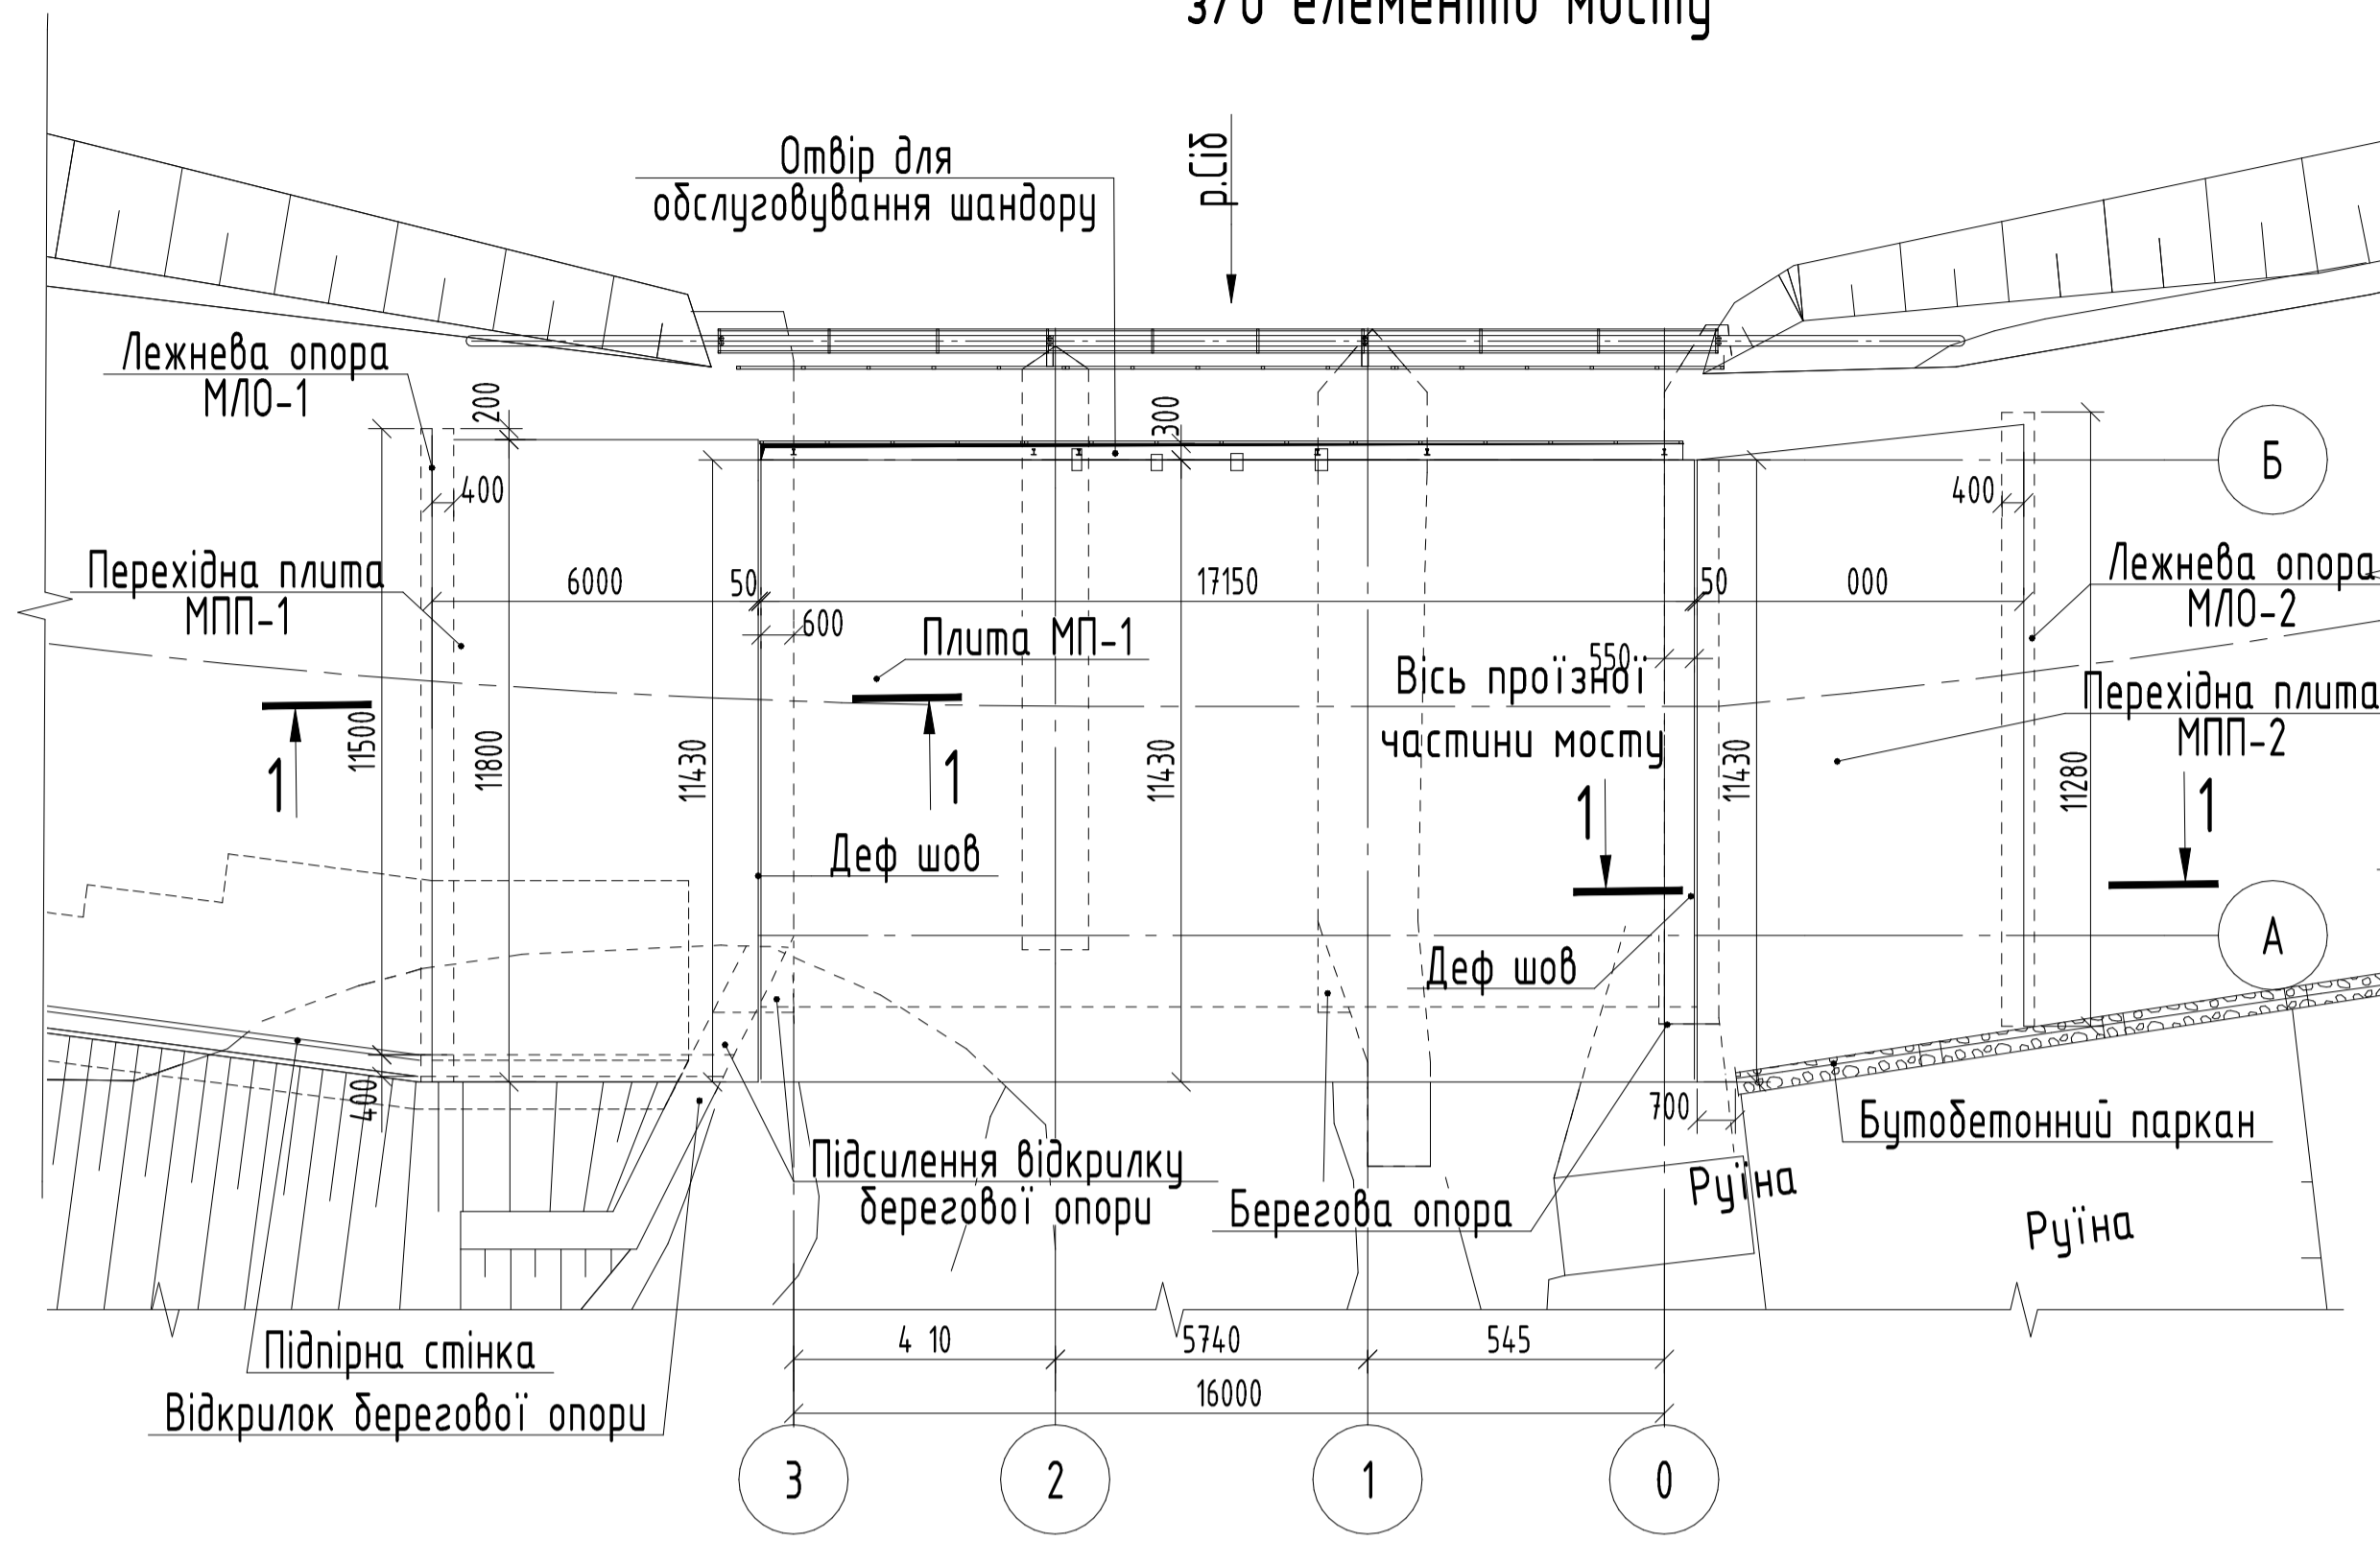 з/б елементів мосту
Отвір для
обслуговування шандору
р.Сіб
Лежнева опора
МЛО-1
200
300
Б
400
400
Перехідна плита
МПП-1
6000
50
17150
50
000
Лежнева опора
МЛО-2
600
Плита МП-1
550
Вісь проїзної
частини мосту
Перехідна плита
МПП-2
11500
11800
11430
11430
11430
11280
1
1
1
1
Деф шов
Деф шов
А
400
700
Бутобетонний паркан
Підсилення відкрилку
берегової опори
Берегова опора
Руїна
Руїна
Підпірна стінка
Відкрилок берегової опори
4 10
5740
545
16000
3
2
1
0